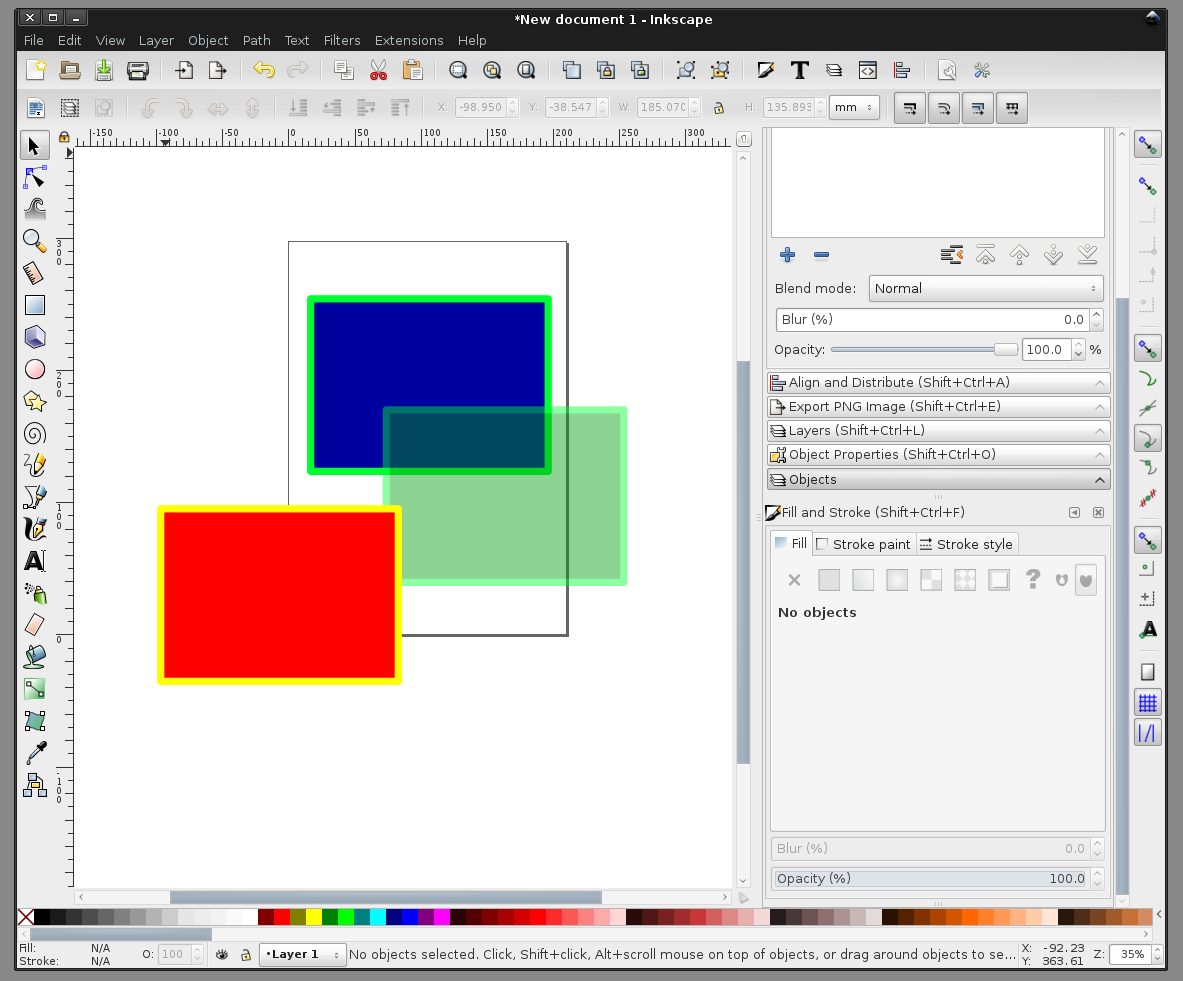 *New document 1 - Inkscape
File Edit View Layer Object Path Text Filters Extensions Help
X: -98.950 Y: -38.547 W: 185.070 H: 135.893 mm
-150 -100 -50 0 50 100 150 200 250 300
300
200
100
0
-100
Blend mode: Normal
Blur (%) 0.0
Opacity: 100.0 %
Align and Distribute (Shift+Ctrl+A)
Export PNG Image (Shift+Ctrl+E)
Layers (Shift+Ctrl+L)
Object Properties (Shift+Ctrl+O)
Objects
Fill and Stroke (Shift+Ctrl+F)
Fill Stroke paint Stroke style
No objects
Blur (%) 0.0
Opacity (%) 100.0
Fill: N/A
Stroke: N/A
O: 100
•Layer 1
No objects selected. Click, Shift+click, Alt+scroll mouse on top of objects, or drag around objects to se...
X: -92.23
Y: 363.61
Z: 35%